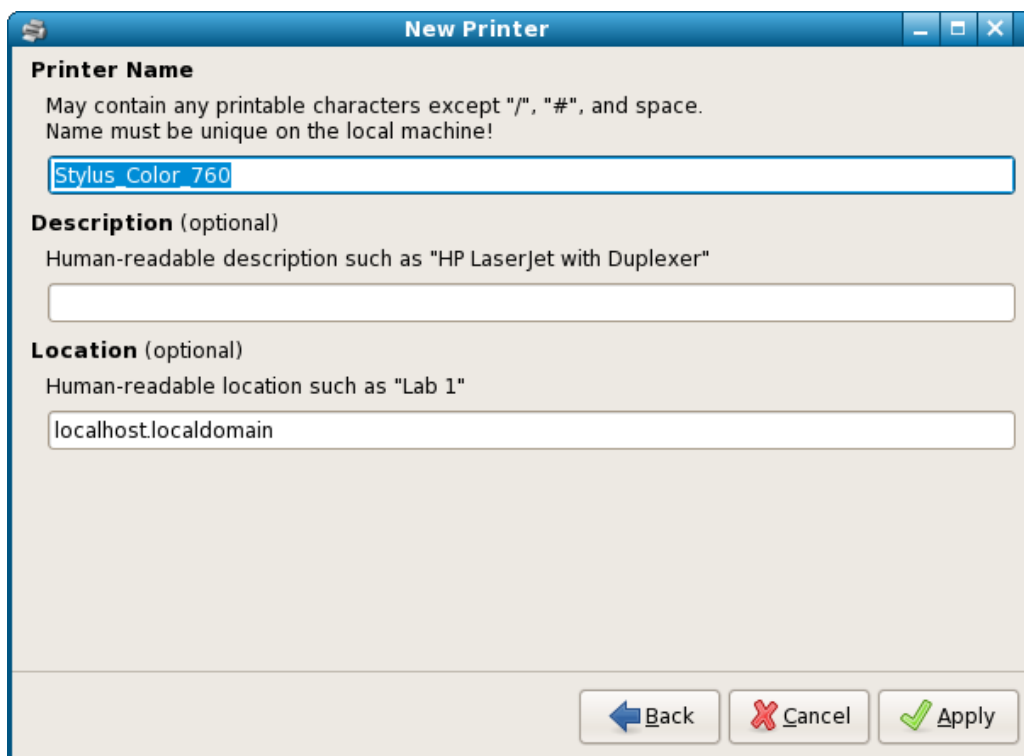 New Printer
Printer Name
May contain any printable characters except "/", "#", and space.
Name must be unique on the local machine!
Stylus_Color_760
Description (optional)
Human-readable description such as "HP LaserJet with Duplexer"
Location (optional)
Human-readable location such as "Lab 1"
localhost.localdomain
Back Cancel Apply